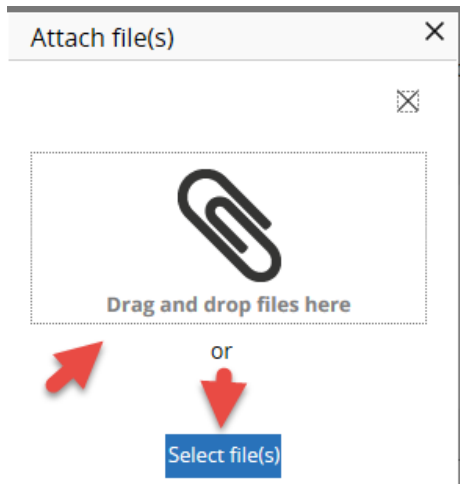 Attach file(s)
Drag and drop files here
or
Select file(s)